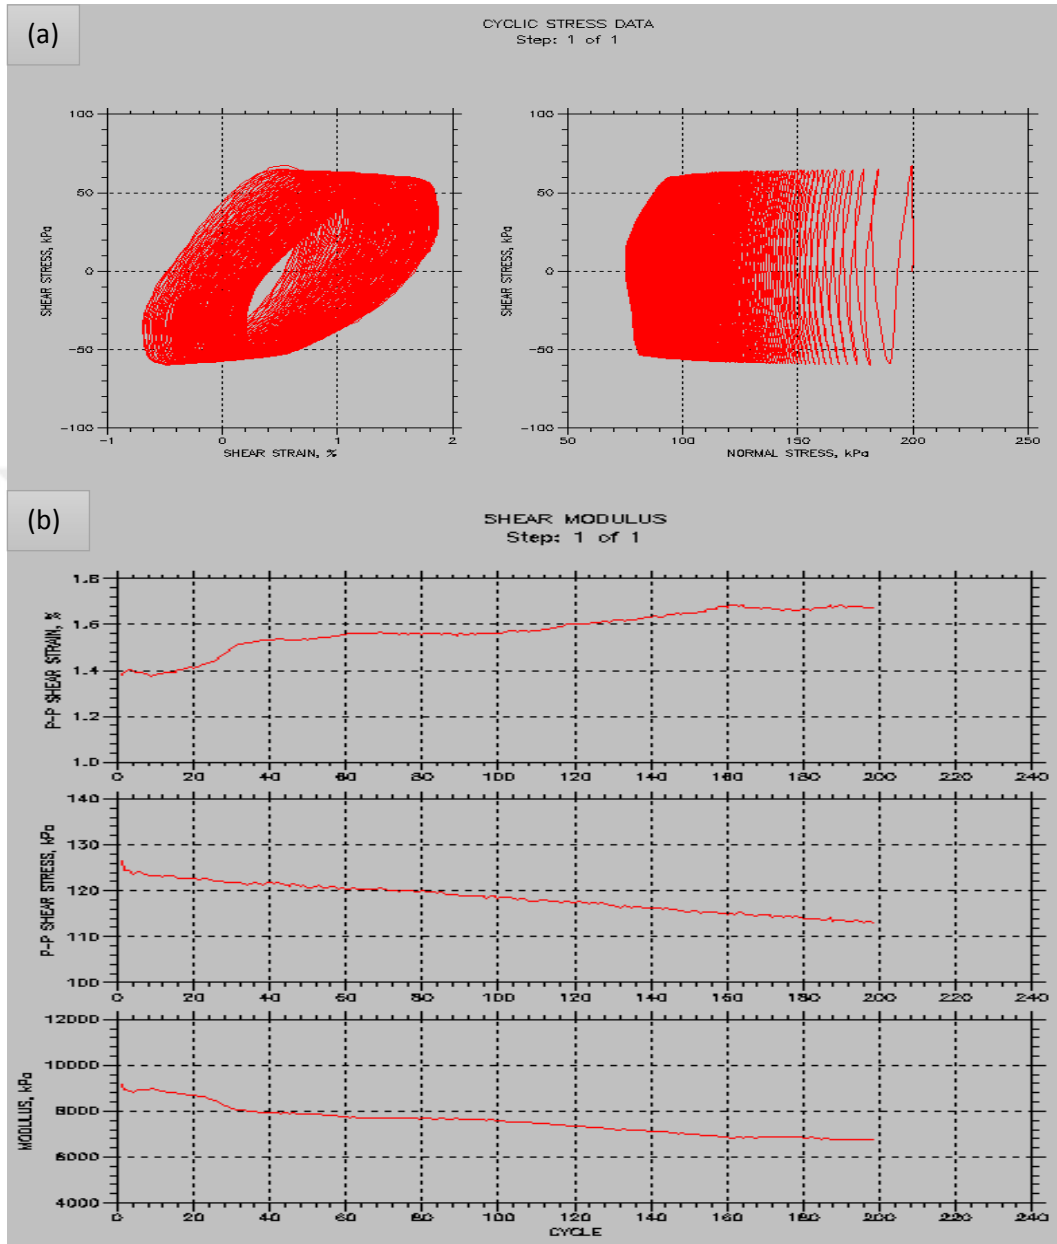 (a)
CYCLIC STRESS DATA
Step: 1 of 1
100
50
0
-50
-100
SHEAR STRESS, kPa
-1 0 1 2
SHEAR STRAIN, %
100
50
0
-50
-100
SHEAR STRESS, kPa
50 100 150 200 250
NORMAL STRESS, kPa
(b)
SHEAR MODULUS
Step: 1 of 1
1.8
1.6
1.4
1.2
1.0
P-P SHEAR STRAIN, %
0 20 40 60 80 100 120 140 160 180 200 220 240
140
130
120
110
100
P-P SHEAR STRESS, kPa
0 20 40 60 80 100 120 140 160 180 200 220 240
12000
10000
8000
6000
4000
MODULUS, kPa
0 20 40 60 80 100 120 140 160 180 200 220 240
CYCLE